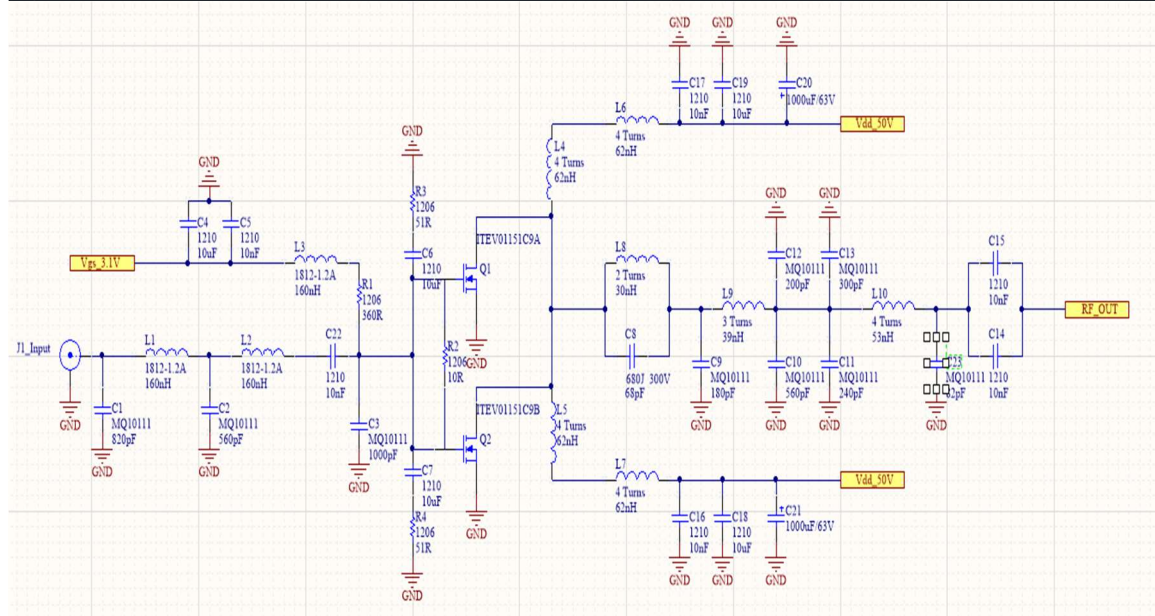 GND
GND
GND
C17
1210
10nF
C19
1210
10uF
C20
+
1000uF/63V
L6
4 Turns
62nH
Vdd_50V
L4
4 Turns
62nH
GND
R3
1206
51R
C6
1210
10uF
GND
C4
1210
10uF
C5
1210
10nF
Vgs_3.1V
L3
1812-1.2A
160nH
R1
1206
360R
ITEV01151C9A
Q1
GND
J1_Input
GND
L1
1812-1.2A
160nH
L2
1812-1.2A
160nH
C22
1210
10nF
C1
MQ10111
820pF
GND
C2
MQ10111
560pF
GND
C3
MQ10111
1000pF
GND
R2
1206
10R
ITEV01151C9B
Q2
GND
C7
1210
10uF
R4
1206
51R
GND
L8
2 Turns
30nH
C8
680J 300V
68pF
L9
3 Turns
39nH
C9
MQ10111
180pF
GND
GND
GND
C12
MQ10111
200pF
C13
MQ10111
300pF
C10
MQ10111
560pF
GND
C11
MQ10111
240pF
GND
L10
4 Turns
53nH
C23
MQ10111
GND
C15
1210
10nF
C14
1210
10nF
RF_OUT
L5
4 Turns
62nH
L7
4 Turns
62nH
Vdd_50V
C16
1210
10nF
C18
1210
10uF
+
C21
1000uF/63V
GND
GND
GND